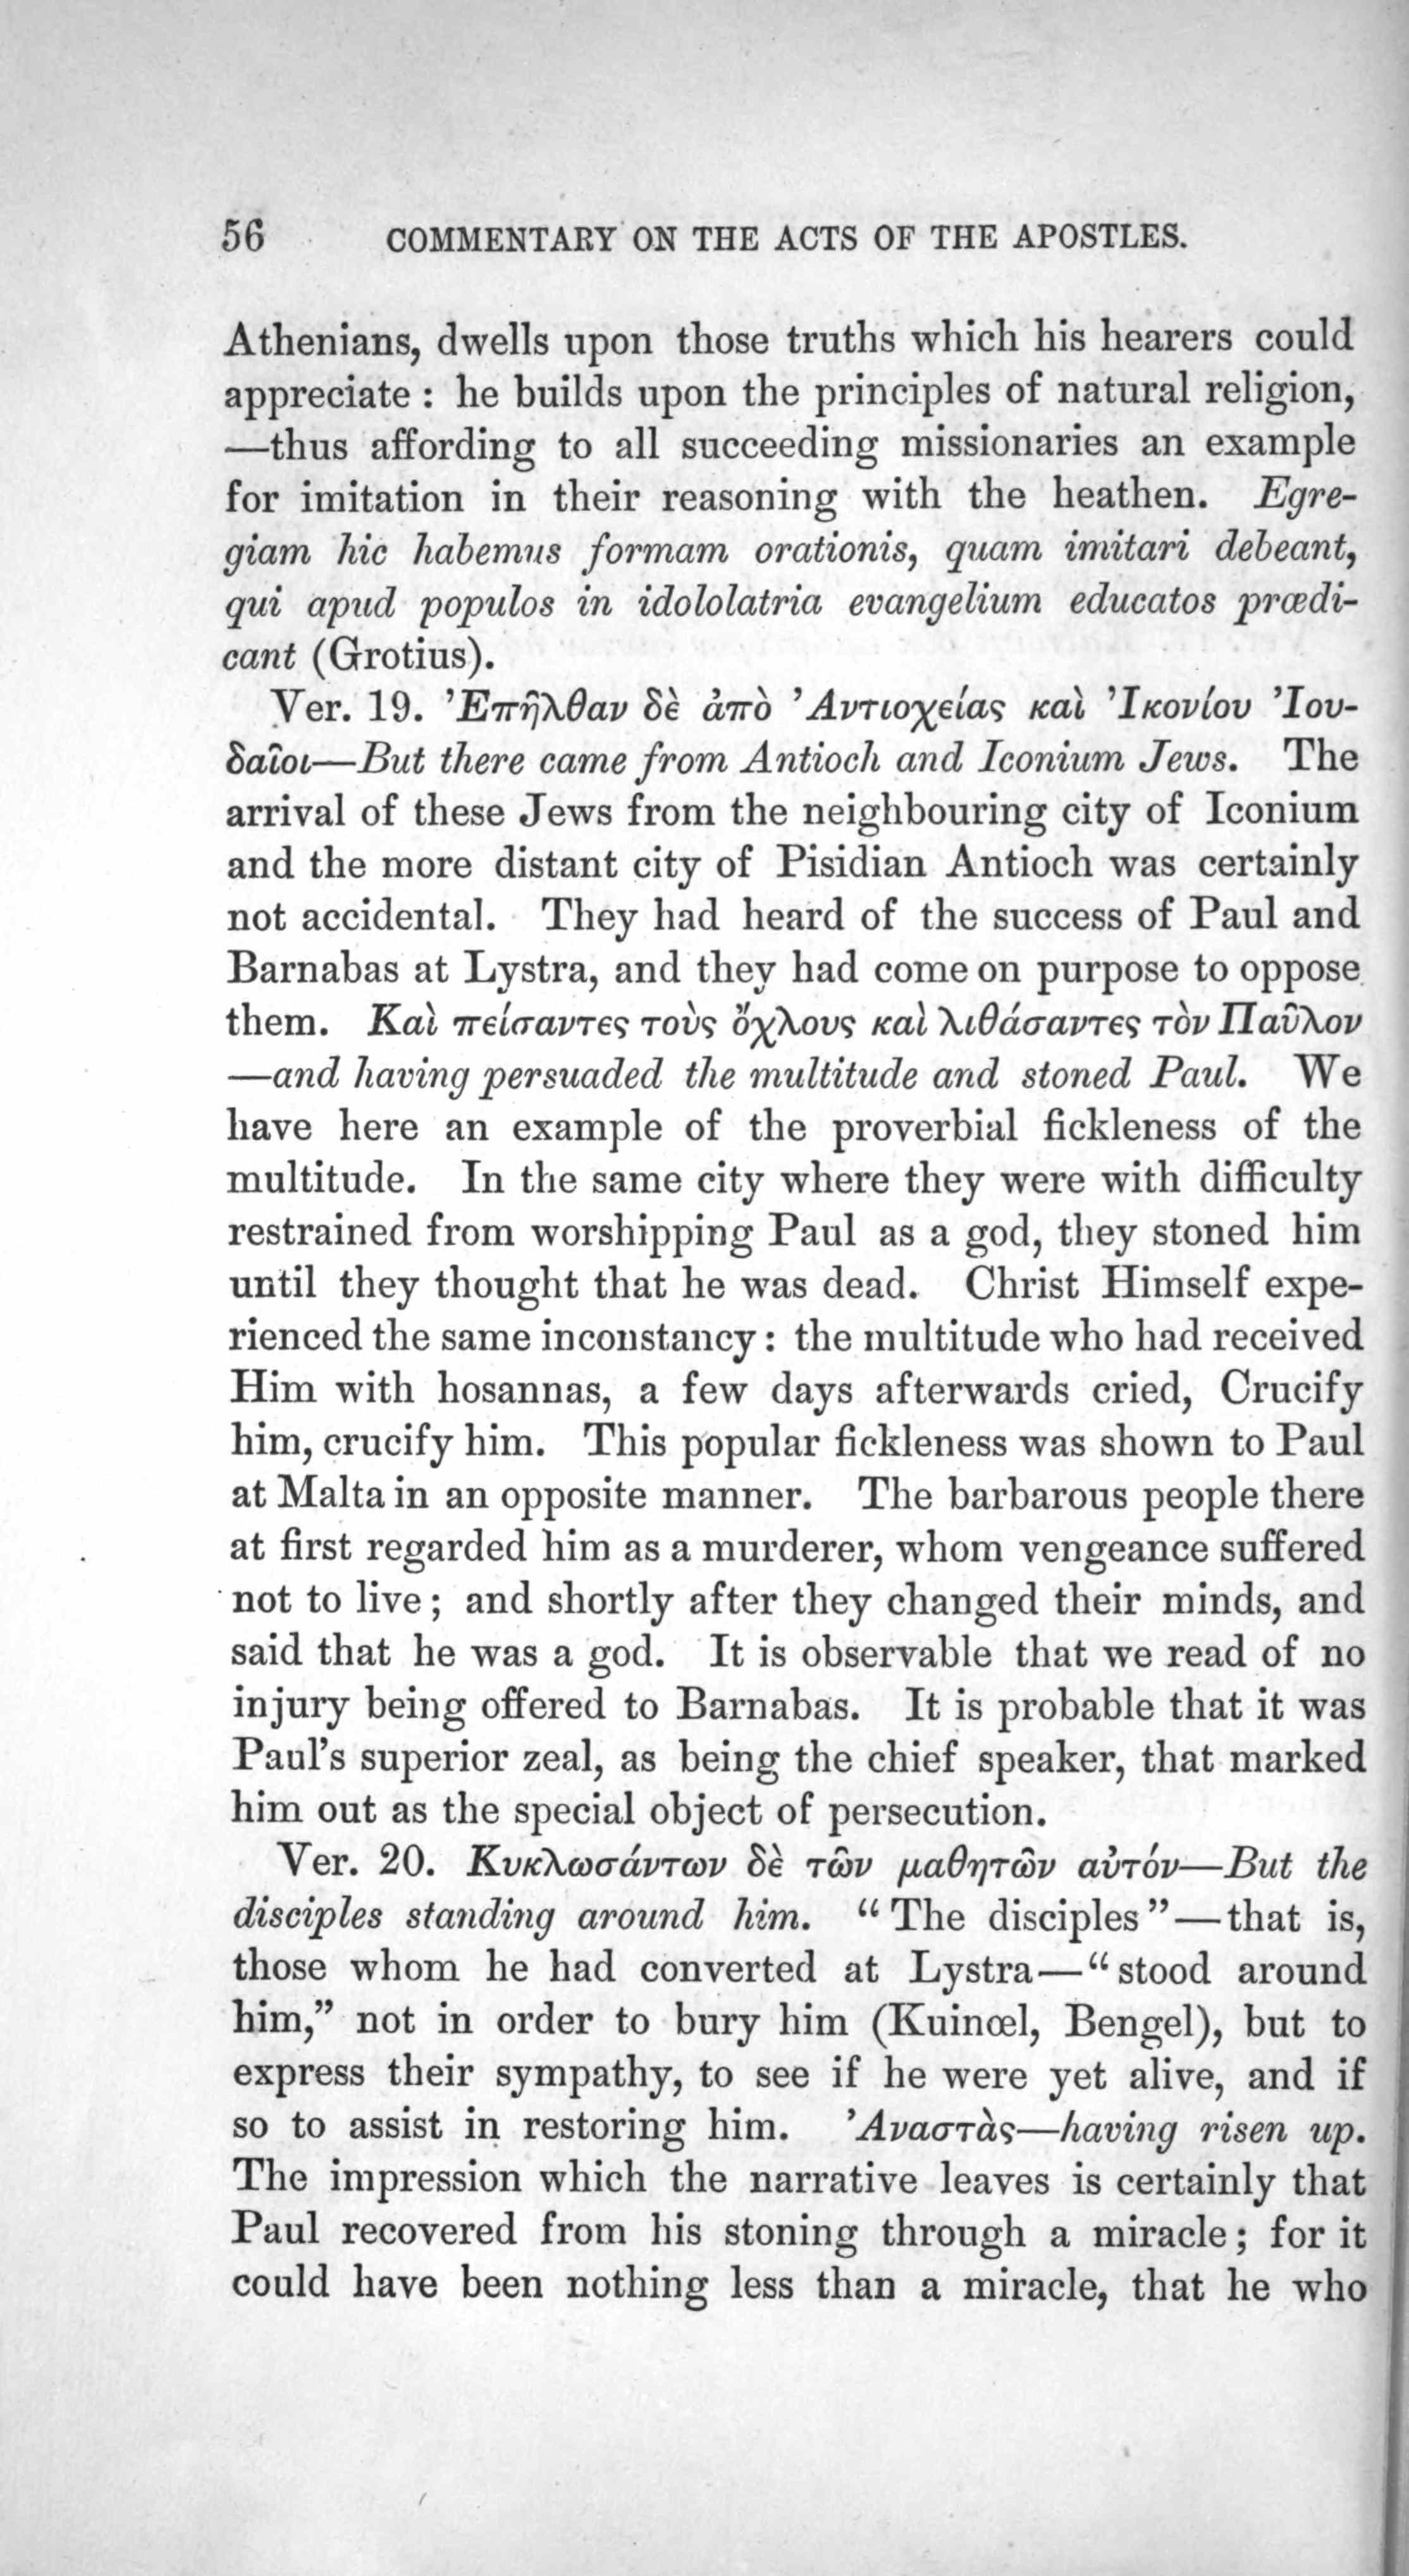 56 COMMENTARY ON THE ACTS OF THE APOSTLES.
Athenians, dwells upon those truths which his hearers could
appreciate : he builds upon the principles of natural religion,
—thus affording to all succeeding missionaries an example
for imitation in their reasoning with the heathen. Egre-
giam hic habemus formam orationis, quam imitari debeant,
qui apud populos in idololatria evangelium educatos prædi-
cant (Grotius).
Ver. 19. Ἐπῆλθαν δὲ ἀπὸ Ἀντιοχείας καὶ Ἰκονίου Ἰου-
δαῖοι—But there came from Antioch and Iconium Jews. The
arrival of these Jews from the neighbouring city of Iconium
and the more distant city of Pisidian Antioch was certainly
not accidental. They had heard of the success of Paul and
Barnabas at Lystra, and they had come on purpose to oppose
them. Καὶ πείσαντες τοὺς ὄχλους καὶ λιθάσαντες τὸν Παῦλον
—and having persuaded the multitude and stoned Paul. We
have here an example of the proverbial fickleness of the
multitude. In the same city where they were with difficulty
restrained from worshipping Paul as a god, they stoned him
until they thought that he was dead. Christ Himself expe-
rienced the same inconstancy : the multitude who had received
Him with hosannas, a few days afterwards cried, Crucify
him, crucify him. This popular fickleness was shown to Paul
at Malta in an opposite manner. The barbarous people there
at first regarded him as a murderer, whom vengeance suffered
not to live ; and shortly after they changed their minds, and
said that he was a god. It is observable that we read of no
injury being offered to Barnabas. It is probable that it was
Paul's superior zeal, as being the chief speaker, that marked
him out as the special object of persecution.
Ver. 20. Κυκλωσάντων δὲ τῶν μαθητῶν αὐτόν—But the
disciples standing around him. “ The disciples ”—that is,
those whom he had converted at Lystra—“ stood around
him,” not in order to bury him (Kuinœl, Bengel), but to
express their sympathy, to see if he were yet alive, and if
so to assist in restoring him. Ἀναστὰς—having risen up.
The impression which the narrative leaves is certainly that
Paul recovered from his stoning through a miracle ; for it
could have been nothing less than a miracle, that he who